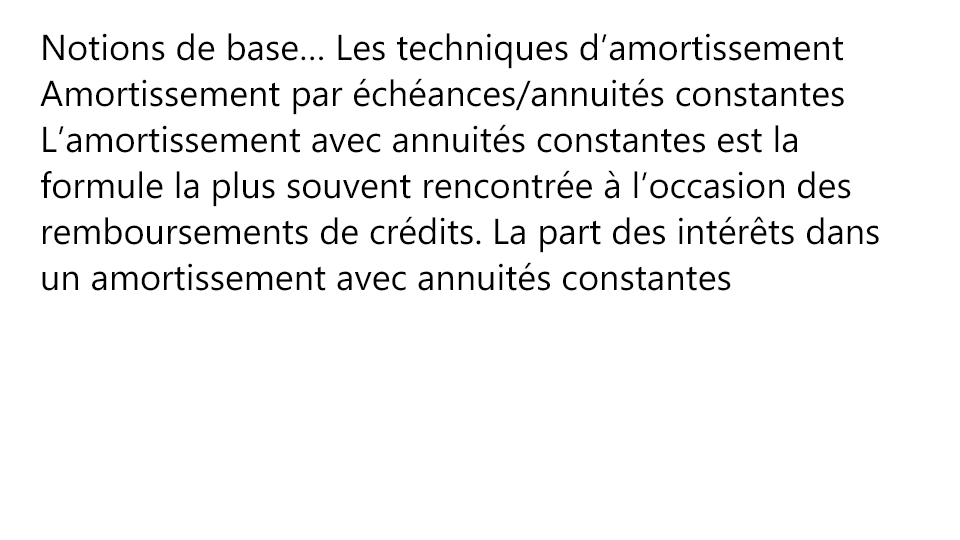 Notions de base… Les techniques d’amortissement
Amortissement par échéances/annuités constantes
L’amortissement avec annuités constantes est la
formule la plus souvent rencontrée à l’occasion des
remboursements de crédits. La part des intérêts dans
un amortissement avec annuités constantes